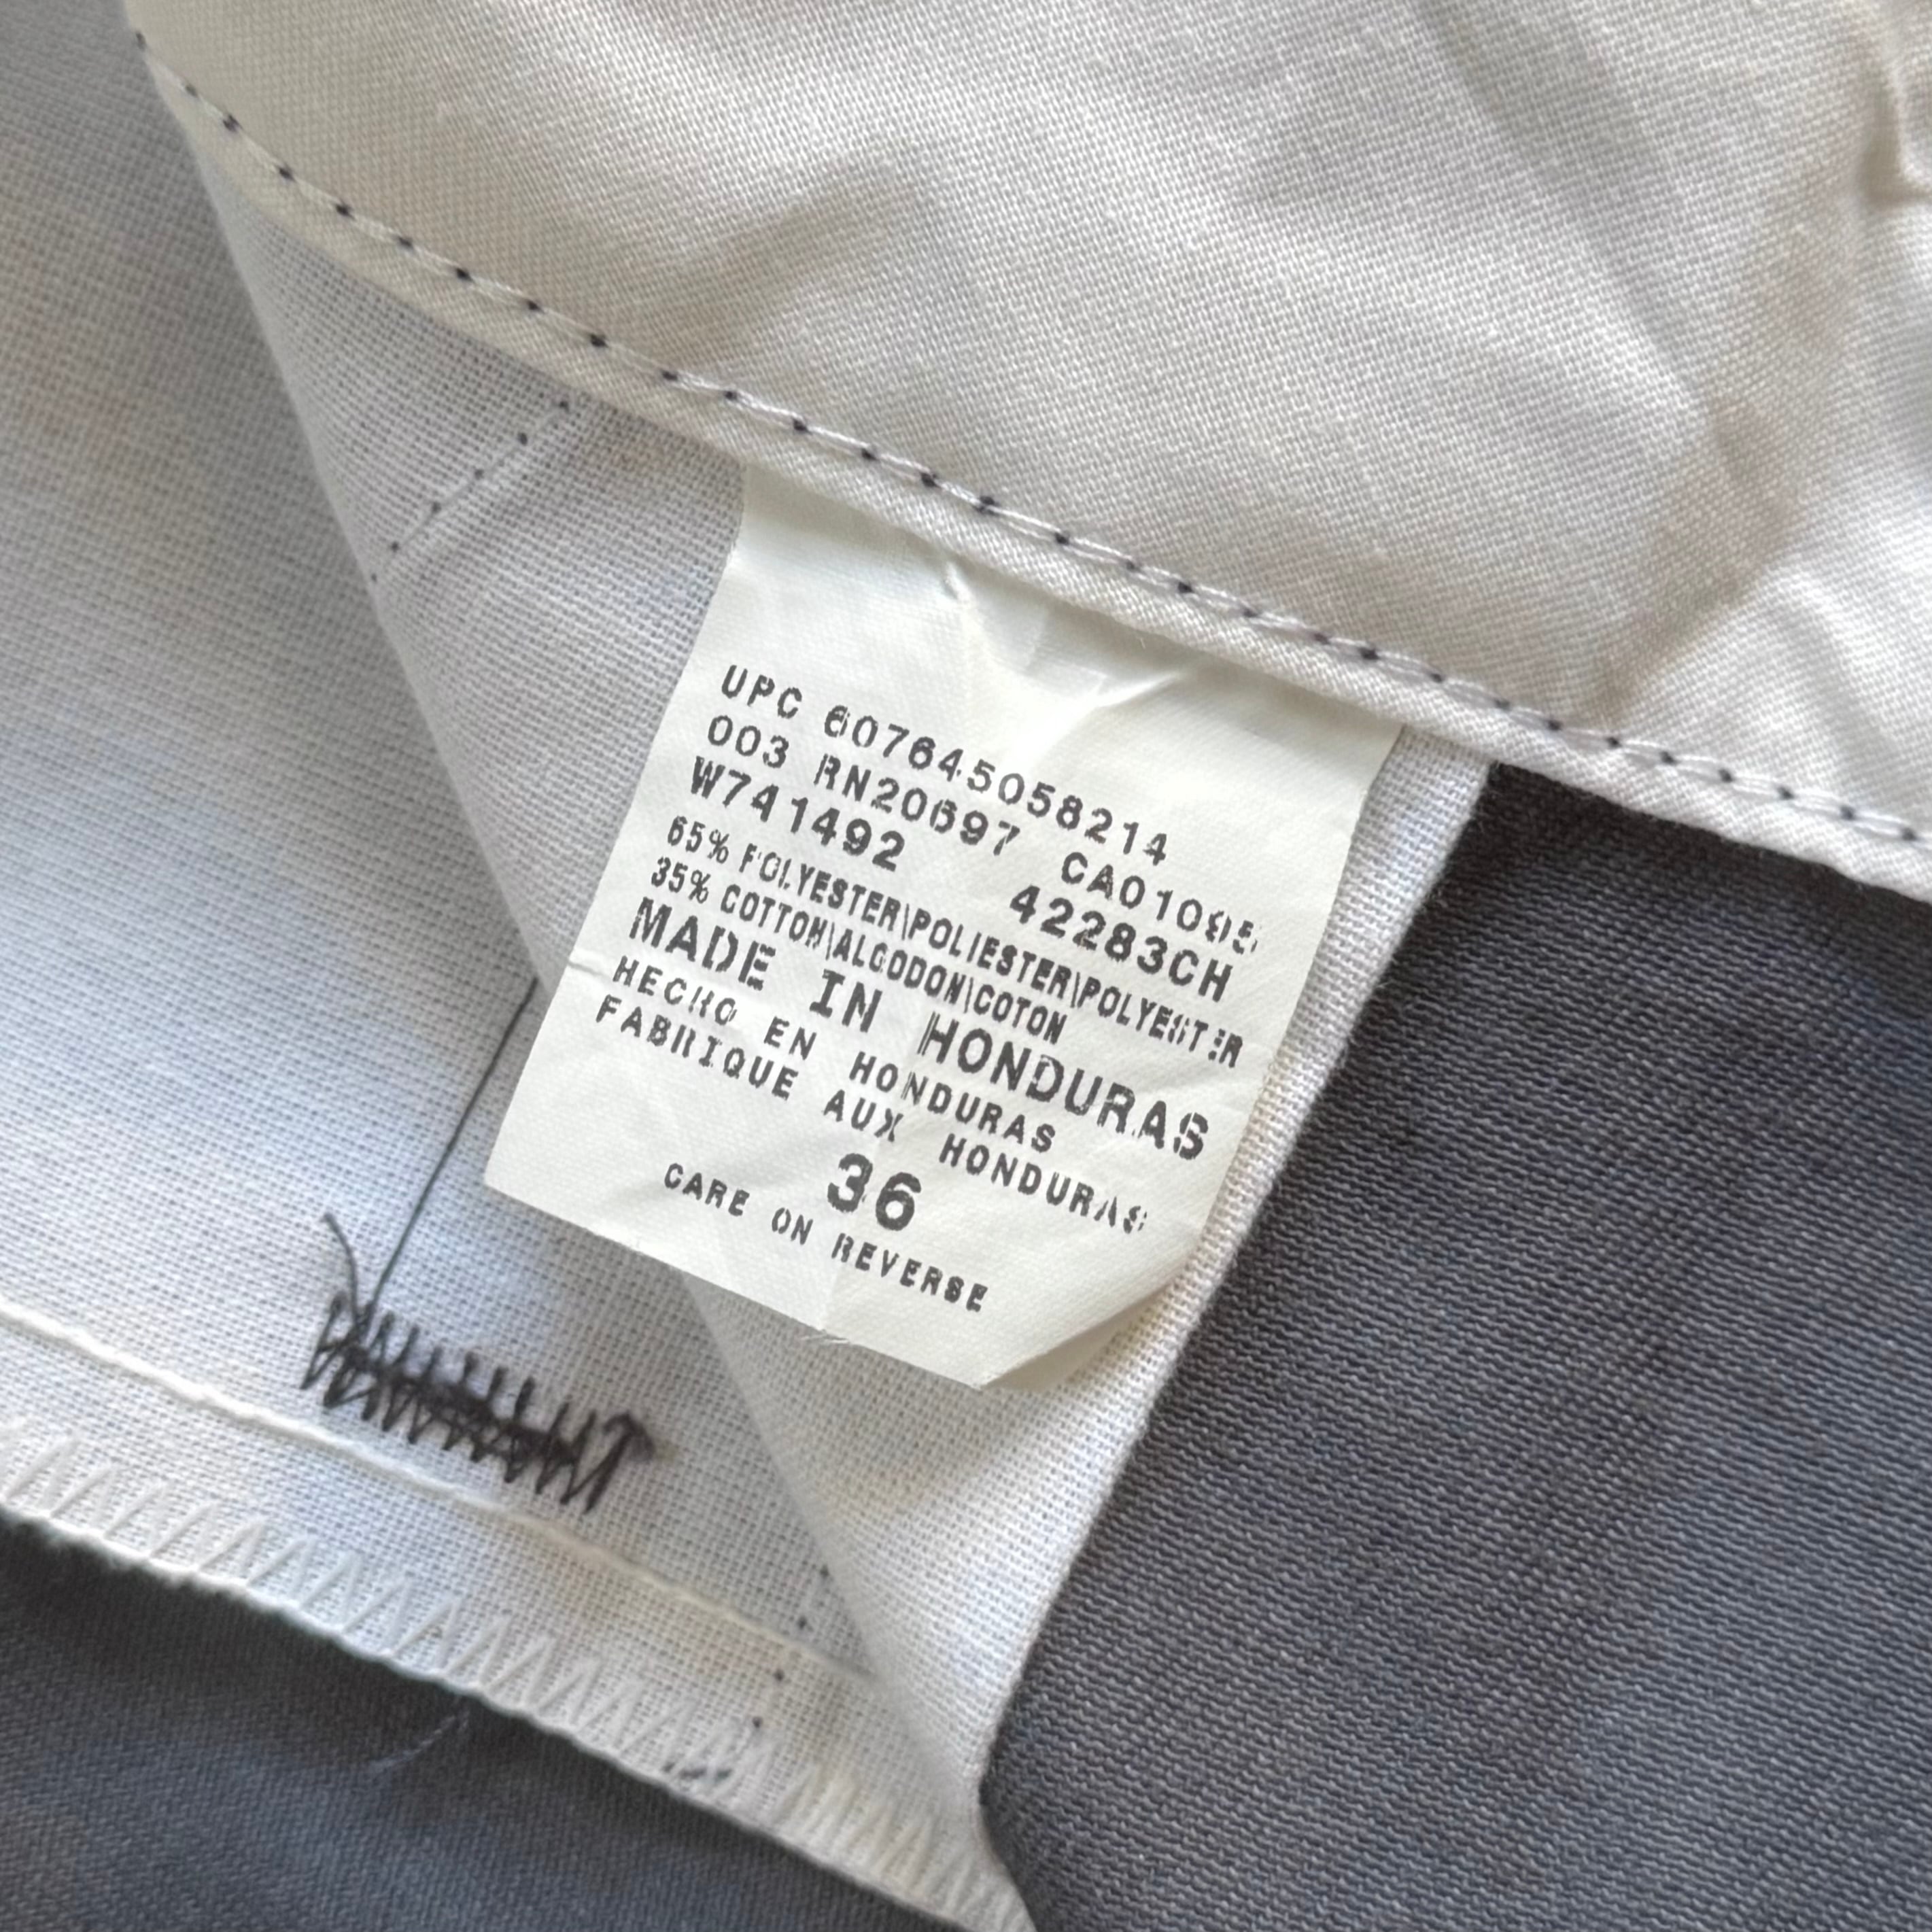 UPC 607645058214
003 RN20697 CA01095
W741492 42283CH
65% POLYESTER\POLIESTER\POLYESTER
35% COTTON\ALGODON\COTON
MADE IN HONDURAS
HECHO EN HONDURAS
FABRIQUE AUX HONDURAS
36
CARE ON REVERSE